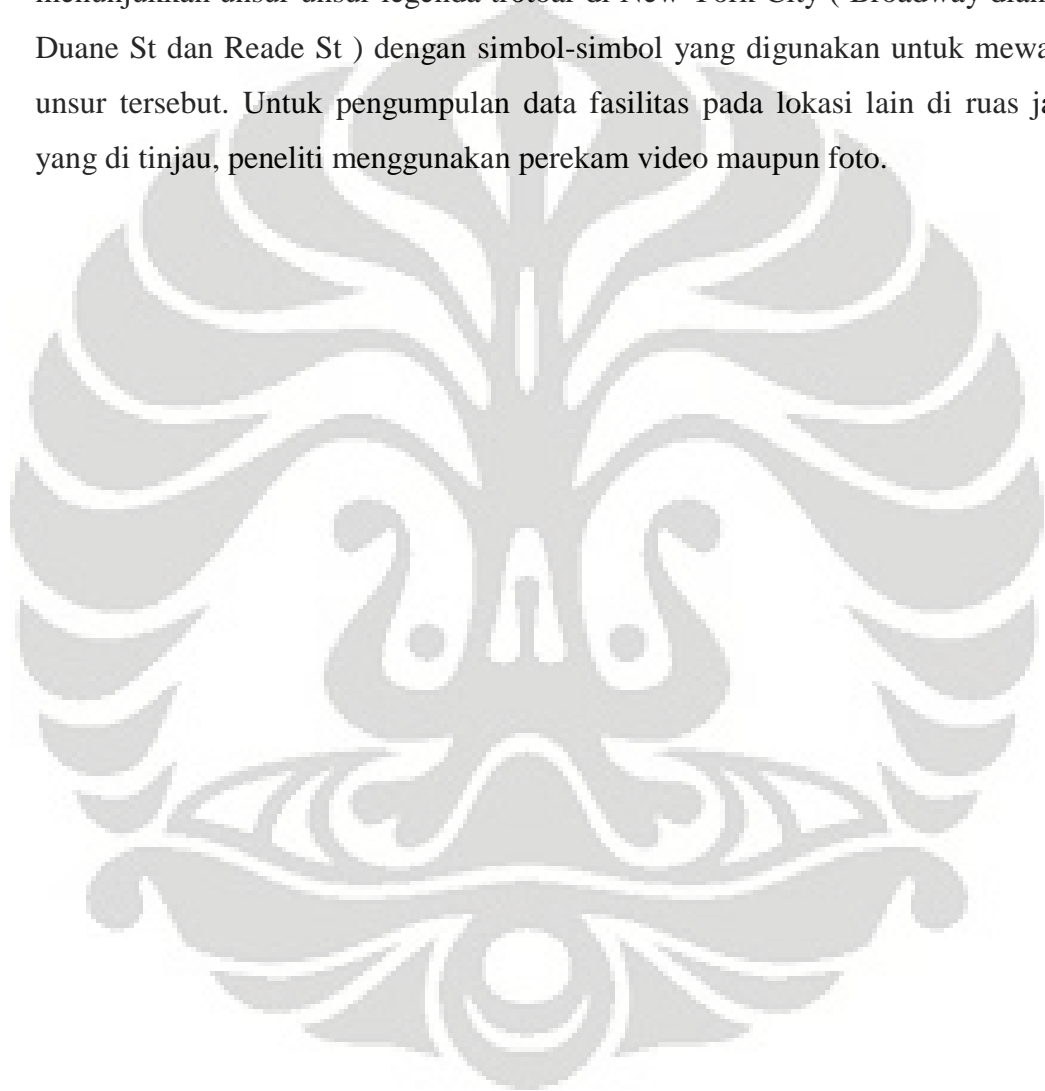 menunjukkan unsur-unsur legenda trotoar di New York City ( Broadway
Duane St dan Reade St ) dengan simbol-simbol yang digunakan untuk
unsur tersebut. Untuk pengumpulan data fasilitas pada lokasi lain di ruas
yang di tinjau, peneliti menggunakan perekam video maupun foto.